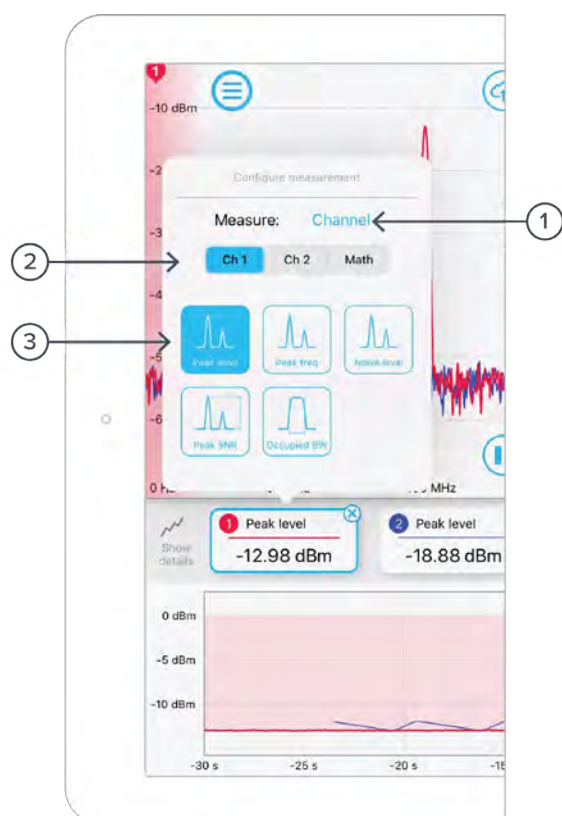 1
-10 dBm
-2
Configure measurement
-3
Measure: Channel
1
2
Ch 1 Ch 2 Math
-4
3
-5
Peak level Peak freq Noise level
-6
Peak SNR Occupied BW
0 MHz
Show details
1 Peak level
-12.98 dBm
2 Peak level
-18.88 dBm
0 dBm
-5 dBm
-10 dBm
-30 s -25 s -20 s -15